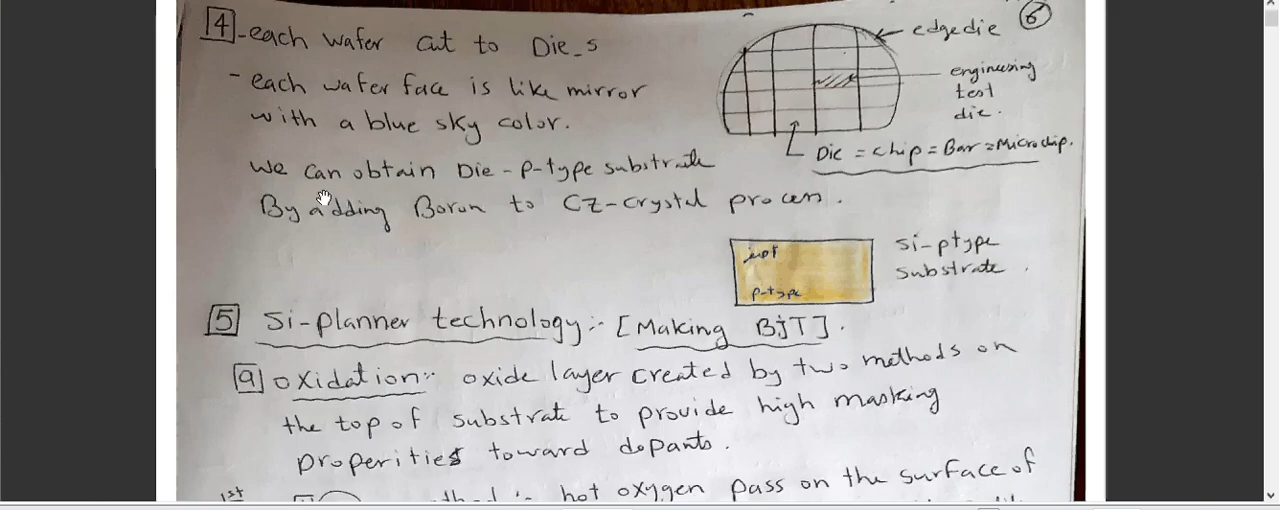 6
4 - each wafer cut to Die_s
edge die
- each wafer face is like mirror
with a blue sky color.
engineering
test
die.
Die = chip = Bar = Microchip.
We can obtain Die - p-type substrate
By adding Boron to CZ-crystal process.
p-type
Si-ptype
substrate.
5 Si-planner technology:- [Making BJT].
a oxidation:- oxide layer created by two methods on
the top of substrate to provide high masking
properities toward dopants.
1st
hot oxygen pass on the surface of